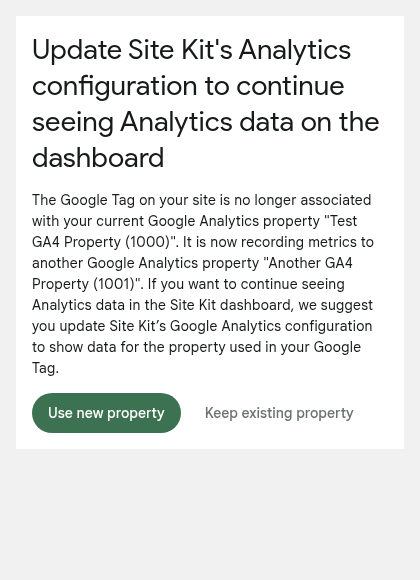 Update Site Kit's Analytics
configuration to continue
seeing Analytics data on the
dashboard
The Google Tag on your site is no longer associated
with your current Google Analytics property "Test
GA4 Property (1000)". It is now recording metrics to
another Google Analytics property "Another GA4
Property (1001)". If you want to continue seeing
Analytics data in the Site Kit dashboard, we suggest
you update Site Kit’s Google Analytics configuration
to show data for the property used in your Google
Tag.
Use new property Keep existing property